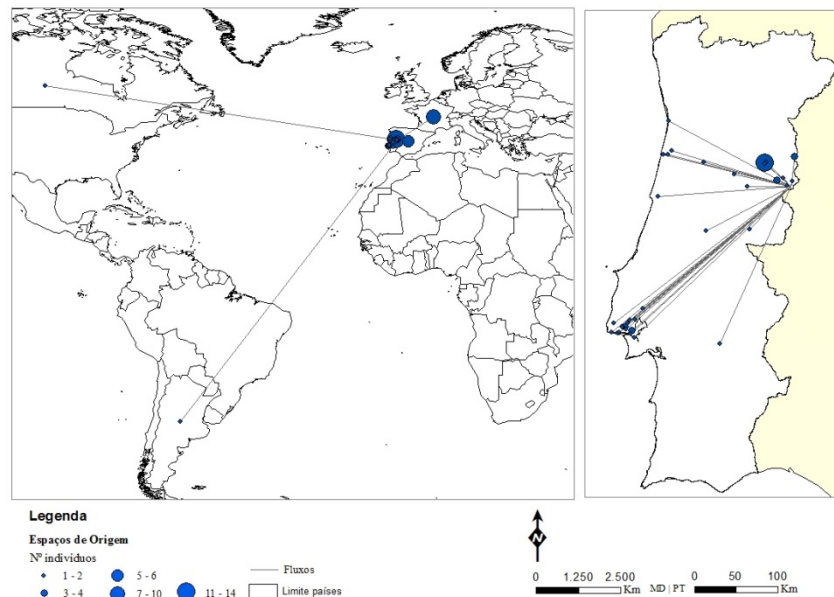 Legenda
Espaços de Origem
Nº indivíduos
1 - 2
3 - 4
5 - 6
7 - 10
11 - 14
Fluxos
Limite países
N
0 1.250 2.500
Km
MD | PT
0 50 100
Km